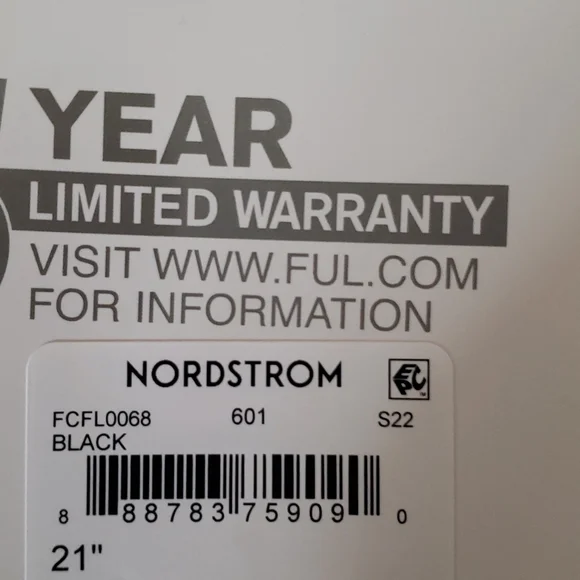 YEAR
LIMITED WARRANTY
VISIT WWW.FUL.COM
FOR INFORMATION
NORDSTROM EPC
FCFL0068 601 S22
BLACK
8 88783 75909 0
21"